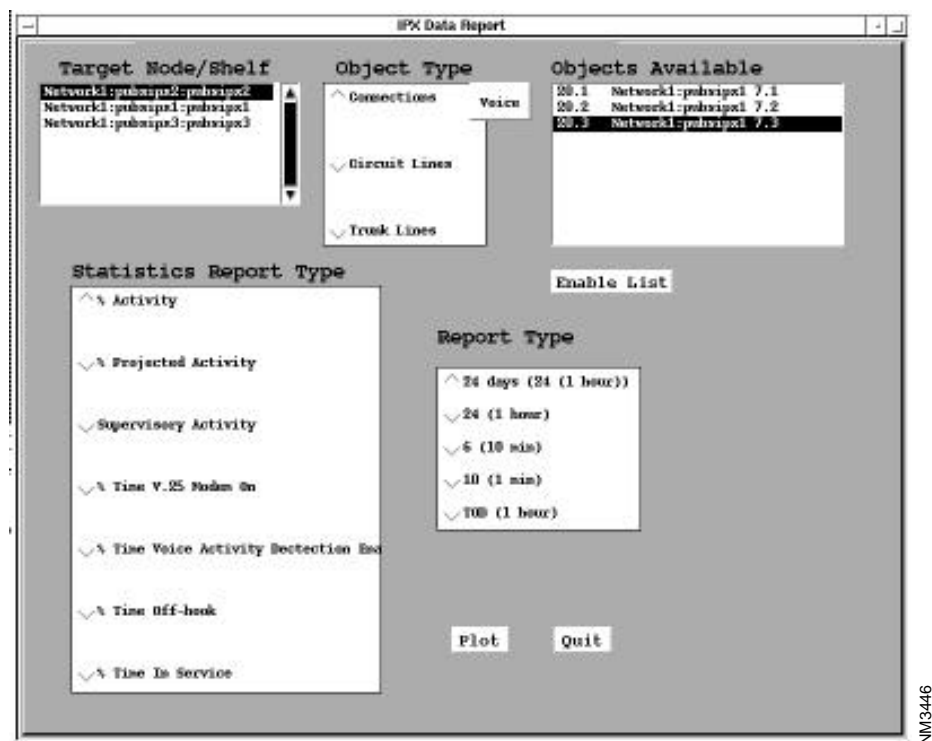 IPX Data Report
Target Node/Shelf
Network1:pubsipx2:pubsipx2
Network1:pubsipx1:pubsipx1
Network1:pubsipx3:pubsipx3
Object Type
Connections
Voice
Circuit Lines
Trunk Lines
Objects Available
20.1 Network1:pubsipx1 7.1
20.2 Network1:pubsipx1 7.2
20.3 Network1:pubsipx1 7.3
Enable List
Statistics Report Type
% Activity
% Projected Activity
Supervisory Activity
% Time V.25 Modem On
% Time Voice Activity Dectection Ena
% Time Off-hook
% Time In Service
Report Type
24 days (24 (1 hour))
24 (1 hour)
6 (10 min)
10 (1 min)
TOD (1 hour)
Plot
Quit
NM3446